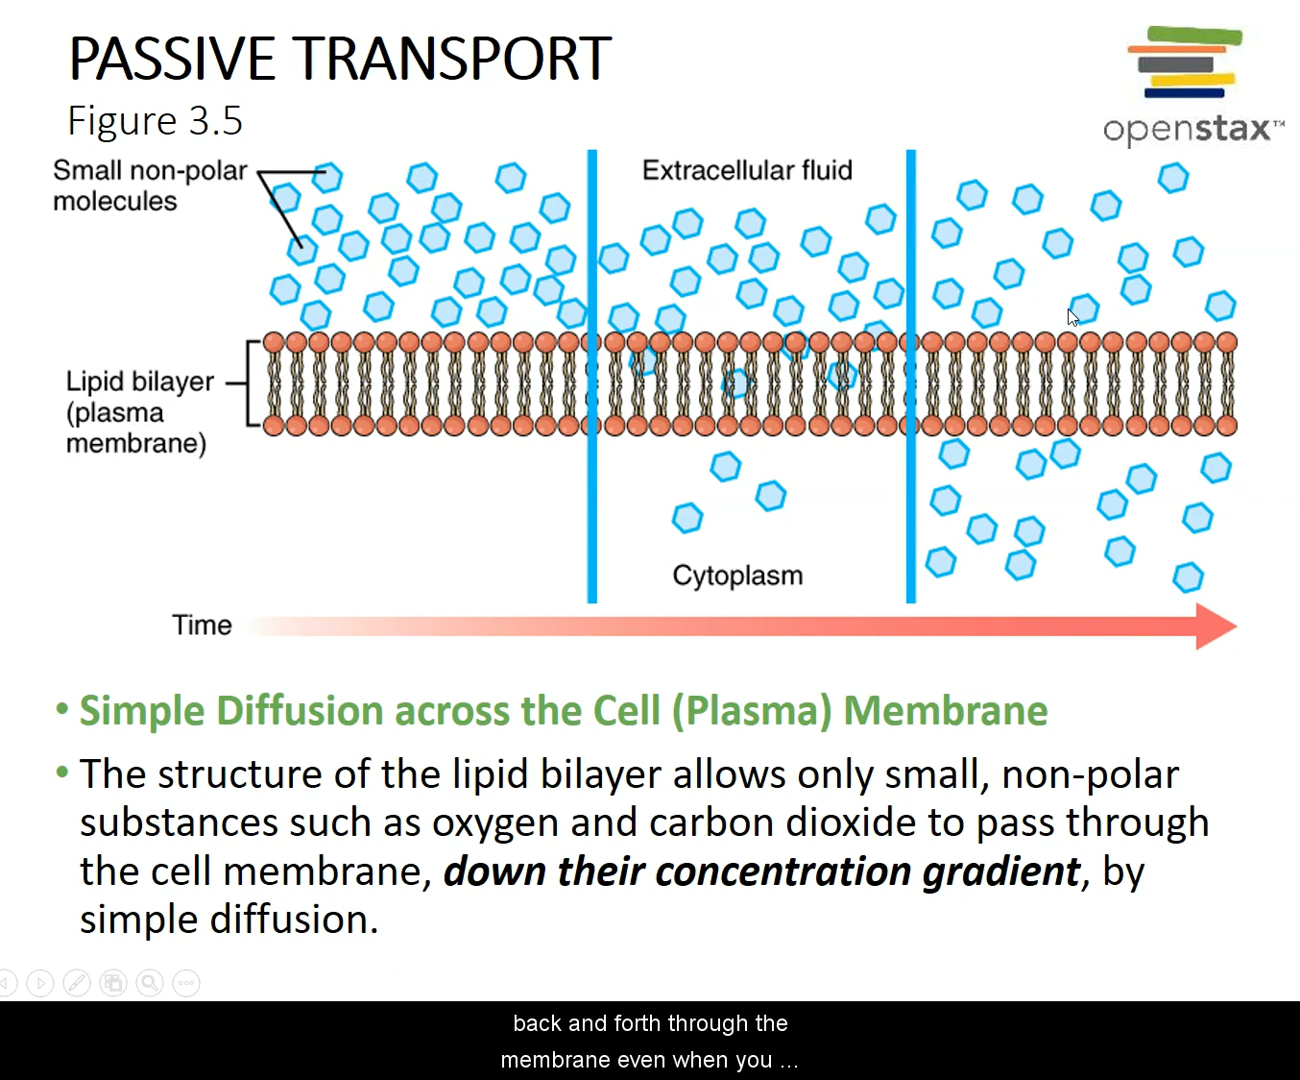 PASSIVE TRANSPORT
Figure 3.5
openstax™
Small non-polar
molecules
Extracellular fluid
Lipid bilayer
(plasma
membrane)
Cytoplasm
Time
• Simple Diffusion across the Cell (Plasma) Membrane
• The structure of the lipid bilayer allows only small, non-polar
substances such as oxygen and carbon dioxide to pass through
the cell membrane, down their concentration gradient, by
simple diffusion.
back and forth through the
membrane even when you ...